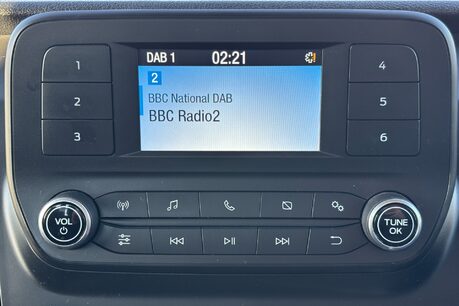 DAB 1 02:21
2
BBC National DAB
BBC Radio2
1
2
3
4
5
6
VOL
TUNE
OK